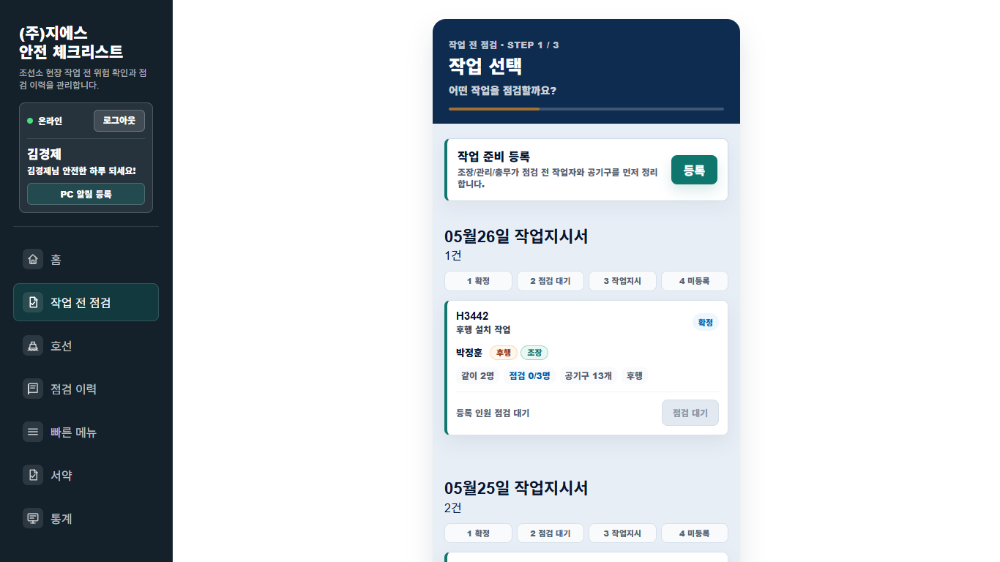 (주)지에스
안전 체크리스트
조선소 현장 작업 전 위험 확인과 점
검 이력을 관리합니다.
온라인
로그아웃
김경제
김경제님 안전한 하루 되세요!
PC 알림 등록
홈
작업 전 점검
호선
점검 이력
빠른 메뉴
서약
통계
작업 전 점검 · STEP 1 / 3
작업 선택
어떤 작업을 점검할까요?
작업 준비 등록
조장/관리/총무가 점검 전 작업자와 공기구를 먼저 정리
합니다.
등록
05월26일 작업지시서
1건
1 확정
2 점검 대기
3 작업지시
4 미등록
H3442
후행 설치 작업
확정
박정훈
후행
조장
같이 2명
점검 0/3명
공기구 13개
후행
등록 인원 점검 대기
점검 대기
05월25일 작업지시서
2건
1 확정
2 점검 대기
3 작업지시
4 미등록